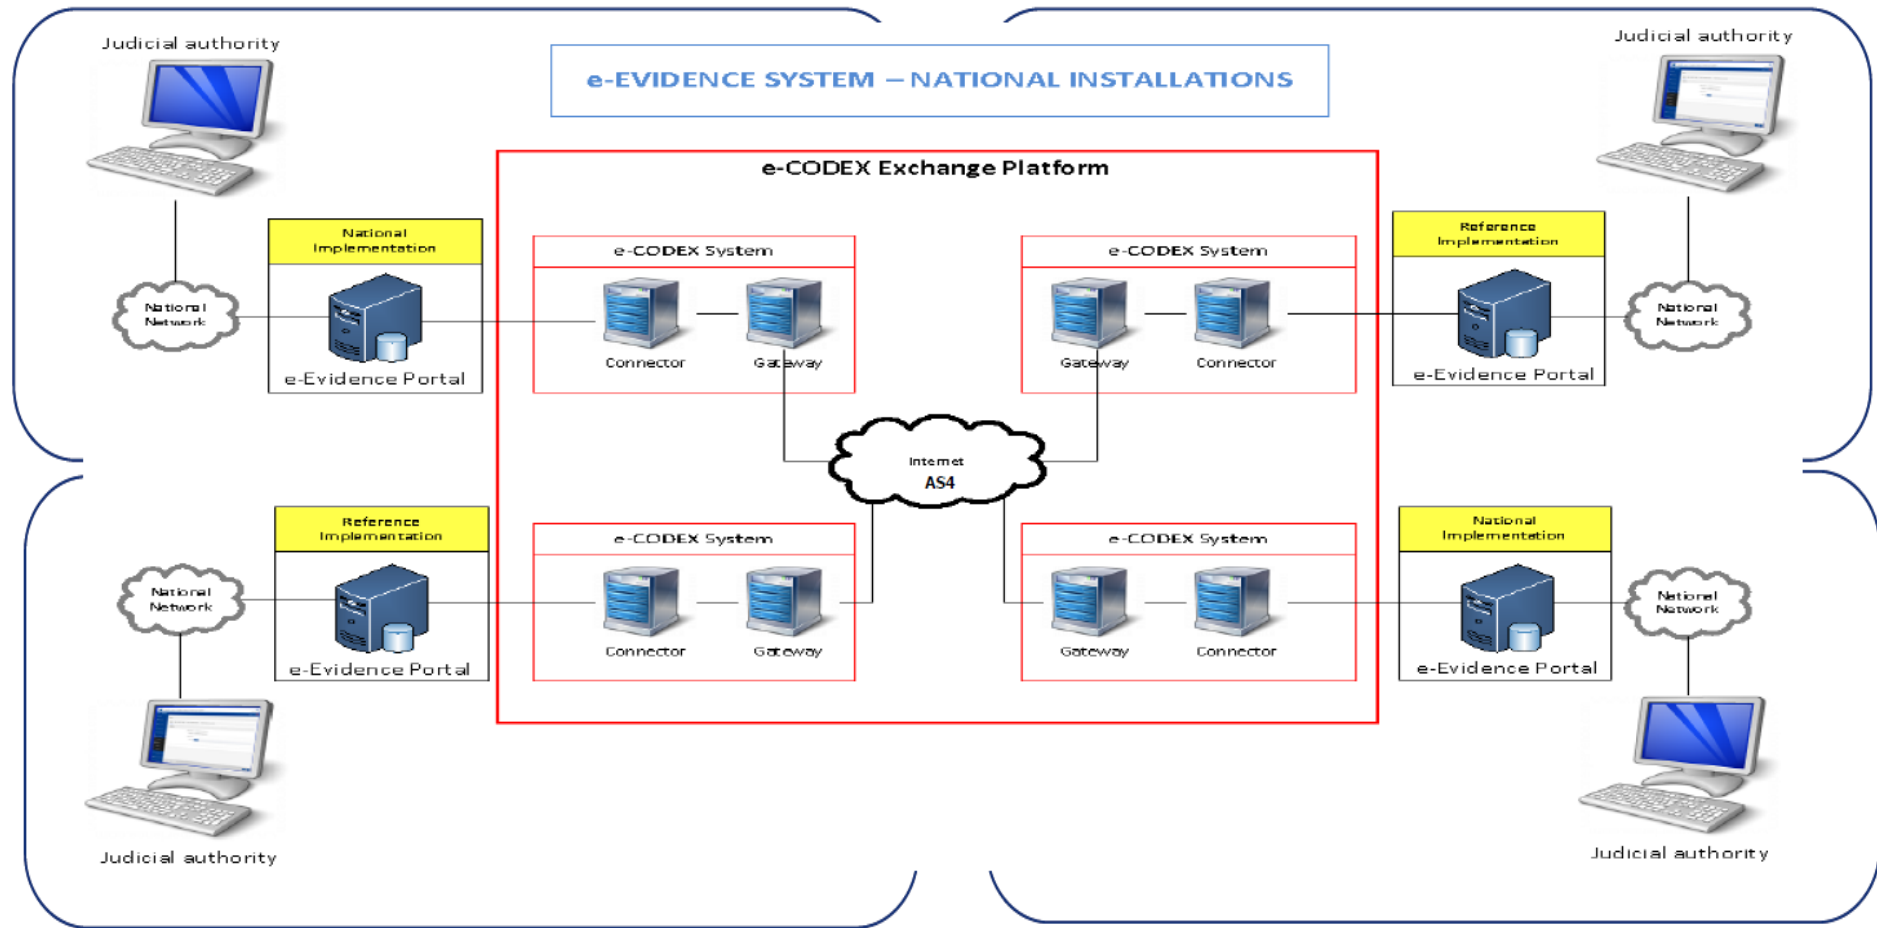 Judicial authority
Judicial authority
e-EVIDENCE SYSTEM – NATIONAL INSTALLATIONS
e-CODEX Exchange Platform
National
Implementation
e-CODEX System
e-CODEX System
Reference
Implementation
National
Network
National
Network
Connector
Gateway
Gateway
Connector
e-Evidence Portal
e-Evidence Portal
Internet
AS4
Reference
Implementation
e-CODEX System
e-CODEX System
National
Implementation
National
Network
National
Network
Connector
Gateway
Gateway
Connector
e-Evidence Portal
e-Evidence Portal
Judicial authority
Judicial authority